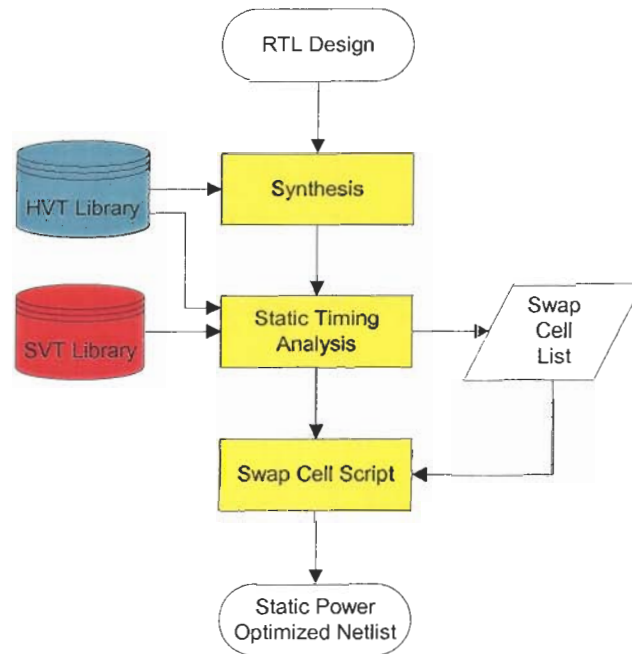 RTL Design
Synthesis
HVT Library
Static Timing
Analysis
SVT Library
Swap
Cell
List
Swap Cell Script
Static Power
Optimized Netlist